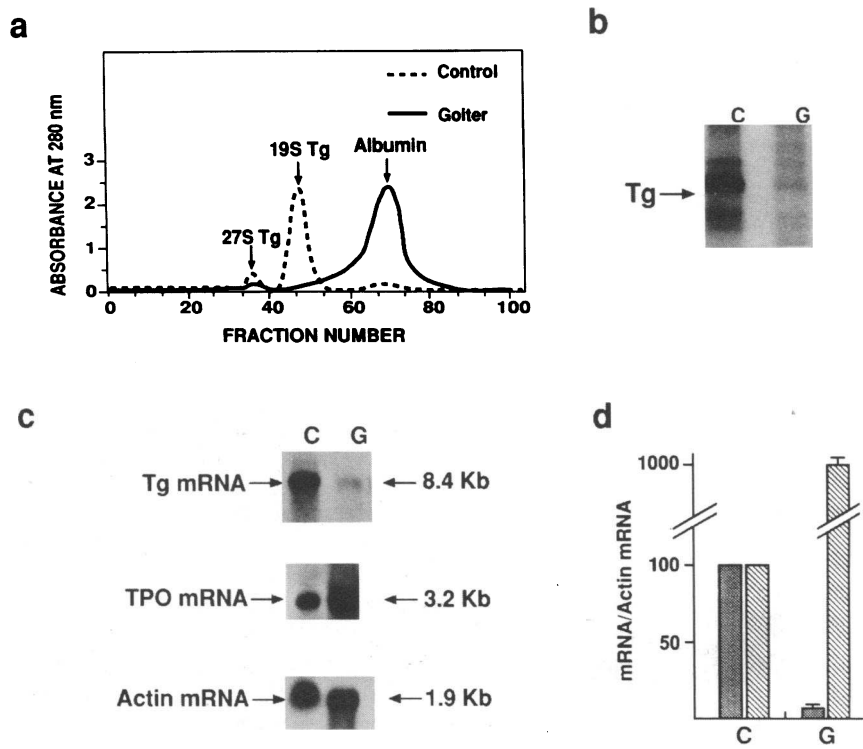 a
Control
Goiter
19S Tg
Albumin
27S Tg
ABSORBANCE AT 280 nm
3
2
1
0
0
20
40
60
80
100
FRACTION NUMBER
b
C
G
Tg
c
C
G
Tg mRNA
8.4 Kb
TPO mRNA
3.2 Kb
Actin mRNA
1.9 Kb
d
mRNA/Actin mRNA
1000
100
50
C
G